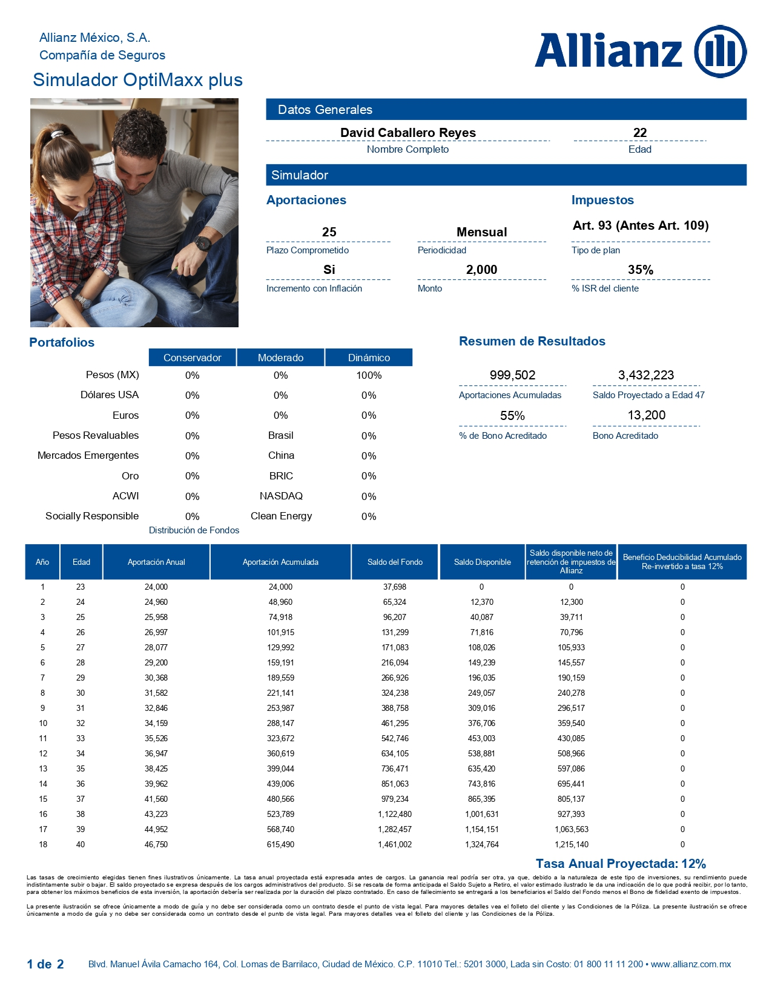 Allianz México, S.A.
Compañía de Seguros
Simulador OptiMaxx plus
Allianz
Datos Generales
David Caballero Reyes 22
Nombre Completo Edad
Simulador
Aportaciones Impuestos
25 Mensual Art. 93 (Antes Art. 109)
Plazo Comprometido Periodicidad Tipo de plan
Si 2,000 35%
Incremento con Inflación Monto % ISR del cliente
Portafolios
Conservador Moderado Dinámico
Pesos (MX) 0% 0% 100%
Dólares USA 0% 0% 0%
Euros 0% 0% 0%
Pesos Revaluables 0% Brasil 0%
Mercados Emergentes 0% China 0%
Oro 0% BRIC 0%
ACWI 0% NASDAQ 0%
Socially Responsible 0% Clean Energy 0%
Distribución de Fondos
Resumen de Resultados
999,502 3,432,223
Aportaciones Acumuladas Saldo Proyectado a Edad 47
55% 13,200
% de Bono Acreditado Bono Acreditado
Año Edad Aportación Anual Aportación Acumulada Saldo del Fondo Saldo Disponible Saldo disponible neto de retención de impuestos de Allianz Beneficio Deducibilidad Acumulado Re-invertido a tasa 12%
1 23 24,000 24,000 37,698 0 0 0
2 24 24,960 48,960 65,324 12,370 12,300 0
3 25 25,958 74,918 96,207 40,087 39,711 0
4 26 26,997 101,915 131,299 71,816 70,796 0
5 27 28,077 129,992 171,083 108,026 105,933 0
6 28 29,200 159,191 216,094 149,239 145,557 0
7 29 30,368 189,559 266,926 196,035 190,159 0
8 30 31,582 221,141 324,238 249,057 240,278 0
9 31 32,846 253,987 388,758 309,016 296,517 0
10 32 34,159 288,147 461,295 376,706 359,540 0
11 33 35,526 323,672 542,746 453,003 430,085 0
12 34 36,947 360,619 634,105 538,881 508,966 0
13 35 38,425 399,044 736,471 635,420 597,086 0
14 36 39,962 439,006 851,063 743,816 695,441 0
15 37 41,560 480,566 979,234 865,395 805,137 0
16 38 43,223 523,789 1,122,480 1,001,631 927,393 0
17 39 44,952 568,740 1,282,457 1,154,151 1,063,563 0
18 40 46,750 615,490 1,461,002 1,324,764 1,215,140 0
Tasa Anual Proyectada: 12%
Las tasas de crecimiento elegidas tienen fines ilustrativos únicamente. La tasa anual proyectada está expresada antes de cargos. La ganancia real podría ser otra, ya que, debido a la naturaleza de este tipo de inversiones, su rendimiento puede
indistintamente subir o bajar. El saldo proyectado se expresa después de los cargos administrativos del producto. Si se rescata de forma anticipada el Saldo Sujeto a Retiro, el valor estimado ilustrado le da una indicación de lo que podrá recibir, por lo tanto,
para obtener los máximos beneficios de esta inversión, la aportación debería ser realizada por la duración del plazo contratado. En caso de fallecimiento se entregará a los beneficiarios el Saldo del Fondo menos el Bono de fidelidad exento de impuestos.
La presente ilustración se ofrece únicamente a modo de guía y no debe ser considerada como un contrato desde el punto de vista legal. Para mayores detalles vea el folleto del cliente y las Condiciones de la Póliza. La presente ilustración se ofrece
únicamente a modo de guía y no debe ser considerada como un contrato desde el punto de vista legal. Para mayores detalles vea el folleto del cliente y las Condiciones de la Póliza.
1 de 2 Blvd. Manuel Ávila Camacho 164, Col. Lomas de Barrilaco, Ciudad de México. C.P. 11010 Tel.: 5201 3000, Lada sin Costo: 01 800 11 11 200 • www.allianz.com.mx